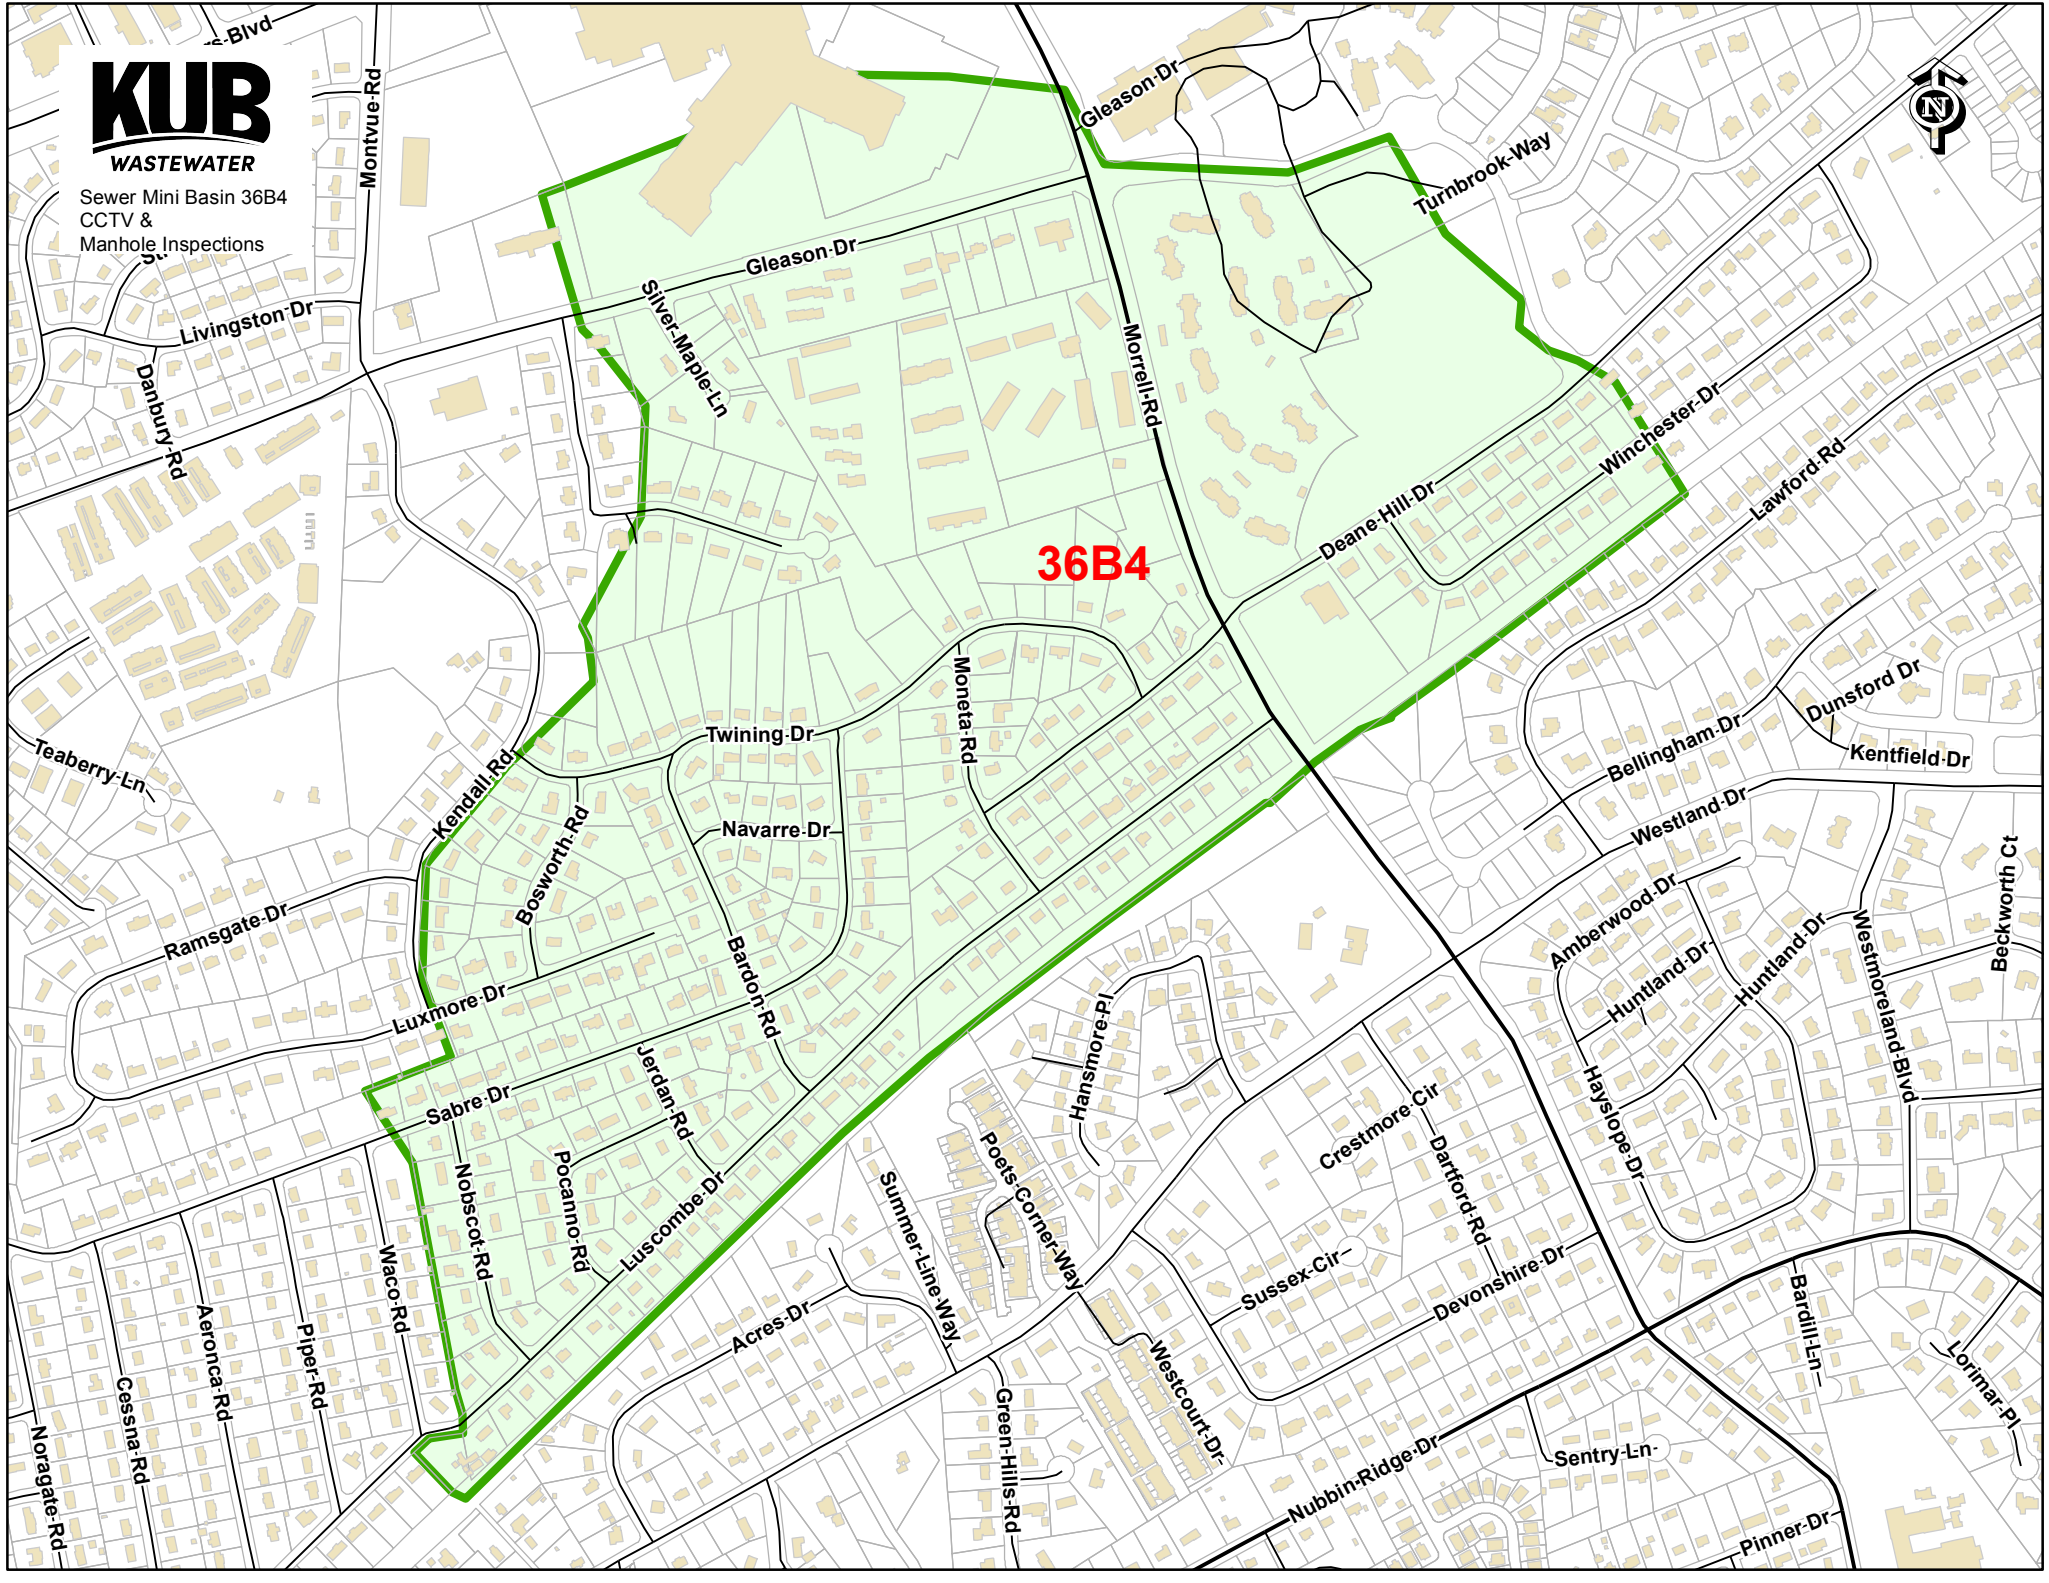 KUB
WASTEWATER
Sewer Mini Basin 36B4
CCTV &
Manhole Inspections
Montvue Rd
Gleason Dr
Turnbrook Way
Gleason Dr
Silver Maple Ln
Livingston Dr
Danbury Rd
Morrell Rd
Winchester Dr
Lawford Rd
Deane Hill Dr
36B4
Moneta Rd
Dunsford Dr
Twining Dr
Bellingham Dr
Kentfield Dr
Teaberry Ln
Kendall Rd
Bosworth Rd
Navarre Dr
Westland Dr
Beckworth Ct
Ramsgate Dr
Amberwood Dr
Huntland Dr
Huntland Dr
Westmoreland Blvd
Bardon Rd
Luxmore Dr
Hansmore Pl
Jerdan Rd
Sabre Dr
Crestmore Cir
Hayslope Dr
Dartford Rd
Poets Corner Way
Nobscot Rd
Pocanno Rd
Luscombe Dr
Summer Line Way
Waco Rd
Sussex Cir
Devonshire Dr
Acres Dr
Bardill Ln
Aeronca Rd
Piper Rd
Cessna Rd
Noragate Rd
Westcourt Dr
Green Hills Rd
Lorimar Pl
Nubbin Ridge Dr
Sentry Ln
Pinner Dr
N